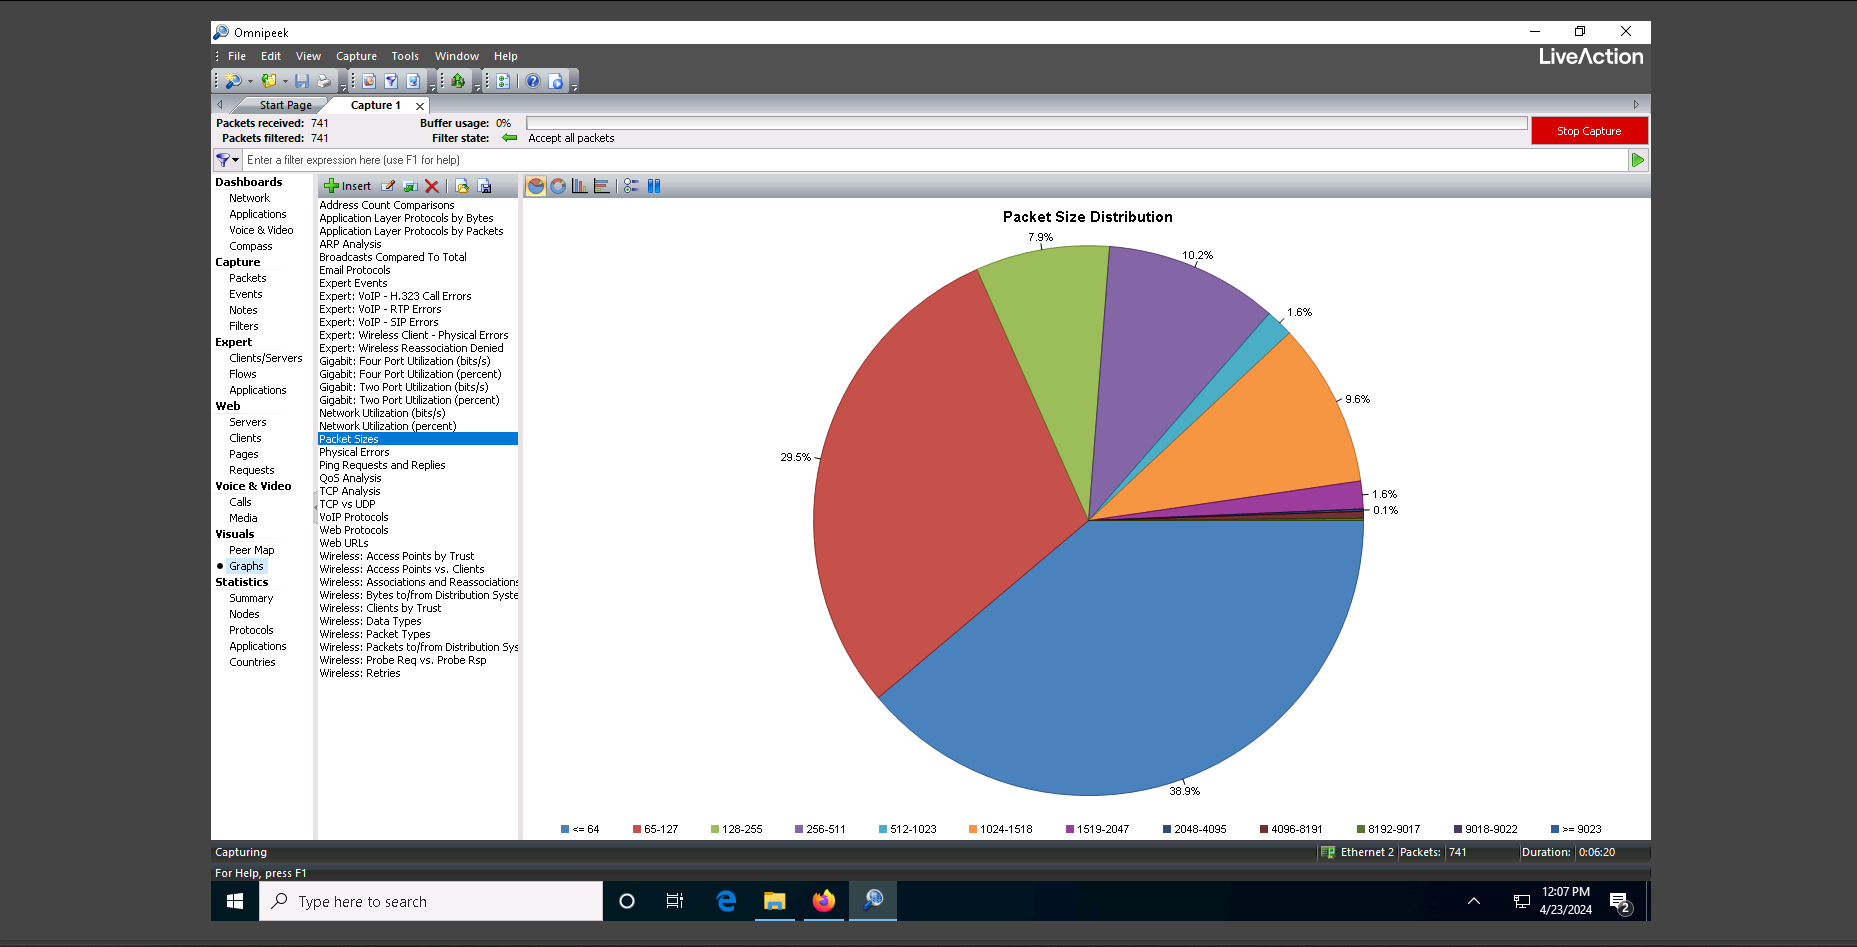 Omnipeek
File Edit View Capture Tools Window Help
LiveAction
Start Page Capture 1
Packets received: 741 Buffer usage: 0%
Packets filtered: 741 Filter state: Accept all packets
Stop Capture
Enter a filter expression here (use F1 for help)
Dashboards
Network
Applications
Voice & Video
Compass
Capture
Packets
Events
Notes
Filters
Expert
Clients/Servers
Flows
Applications
Web
Servers
Clients
Pages
Requests
Voice & Video
Calls
Media
Visuals
Peer Map
Graphs
Statistics
Summary
Nodes
Protocols
Applications
Countries
Insert
Address Count Comparisons
Application Layer Protocols by Bytes
Application Layer Protocols by Packets
ARP Analysis
Broadcasts Compared To Total
Email Protocols
Expert Events
Expert: VoIP - H.323 Call Errors
Expert: VoIP - RTP Errors
Expert: VoIP - SIP Errors
Expert: Wireless Client - Physical Errors
Expert: Wireless Reassociation Denied
Gigabit: Four Port Utilization (bits/s)
Gigabit: Four Port Utilization (percent)
Gigabit: Two Port Utilization (bits/s)
Gigabit: Two Port Utilization (percent)
Network Utilization (bits/s)
Network Utilization (percent)
Packet Sizes
Physical Errors
Ping Requests and Replies
QoS Analysis
TCP Analysis
TCP vs UDP
VoIP Protocols
Web Protocols
Web URLs
Wireless: Access Points by Trust
Wireless: Access Points vs. Clients
Wireless: Associations and Reassociations
Wireless: Bytes to/from Distribution Syste
Wireless: Clients by Trust
Wireless: Data Types
Wireless: Packet Types
Wireless: Packets to/from Distribution Sys
Wireless: Probe Req vs. Probe Rsp
Wireless: Retries
Packet Size Distribution
7.9%
10.2%
1.6%
9.6%
29.5%
1.6%
0.1%
38.9%
<= 64 65-127 128-255 256-511 512-1023 1024-1518 1519-2047 2048-4095 4096-8191 8192-9017 9018-9022 >= 9023
Capturing Ethernet 2 Packets: 741 Duration: 0:06:20
For Help, press F1
Type here to search
12:07 PM
4/23/2024
2